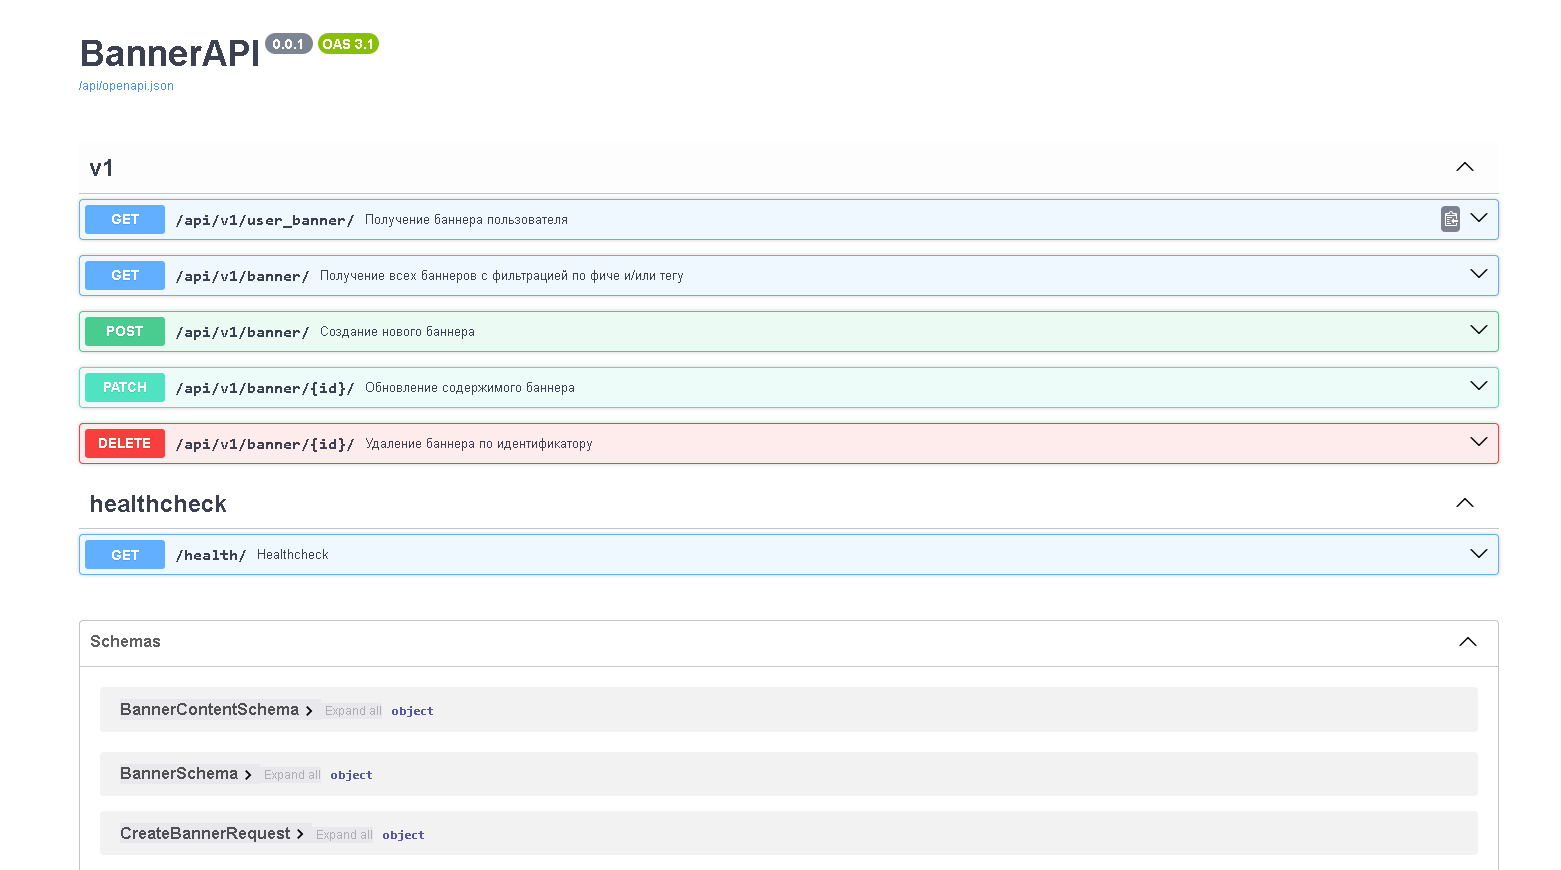 BannerAPI 0.0.1 OAS 3.1
/api/openapi.json
v1
GET /api/v1/user_banner/ Получение баннера пользователя
GET /api/v1/banner/ Получение всех баннеров с фильтрацией по фиче и/или тегу
POST /api/v1/banner/ Создание нового баннера
PATCH /api/v1/banner/{id}/ Обновление содержимого баннера
DELETE /api/v1/banner/{id}/ Удаление баннера по идентификатору
healthcheck
GET /health/ Healthcheck
Schemas
BannerContentSchema Expand all object
BannerSchema Expand all object
CreateBannerRequest Expand all object